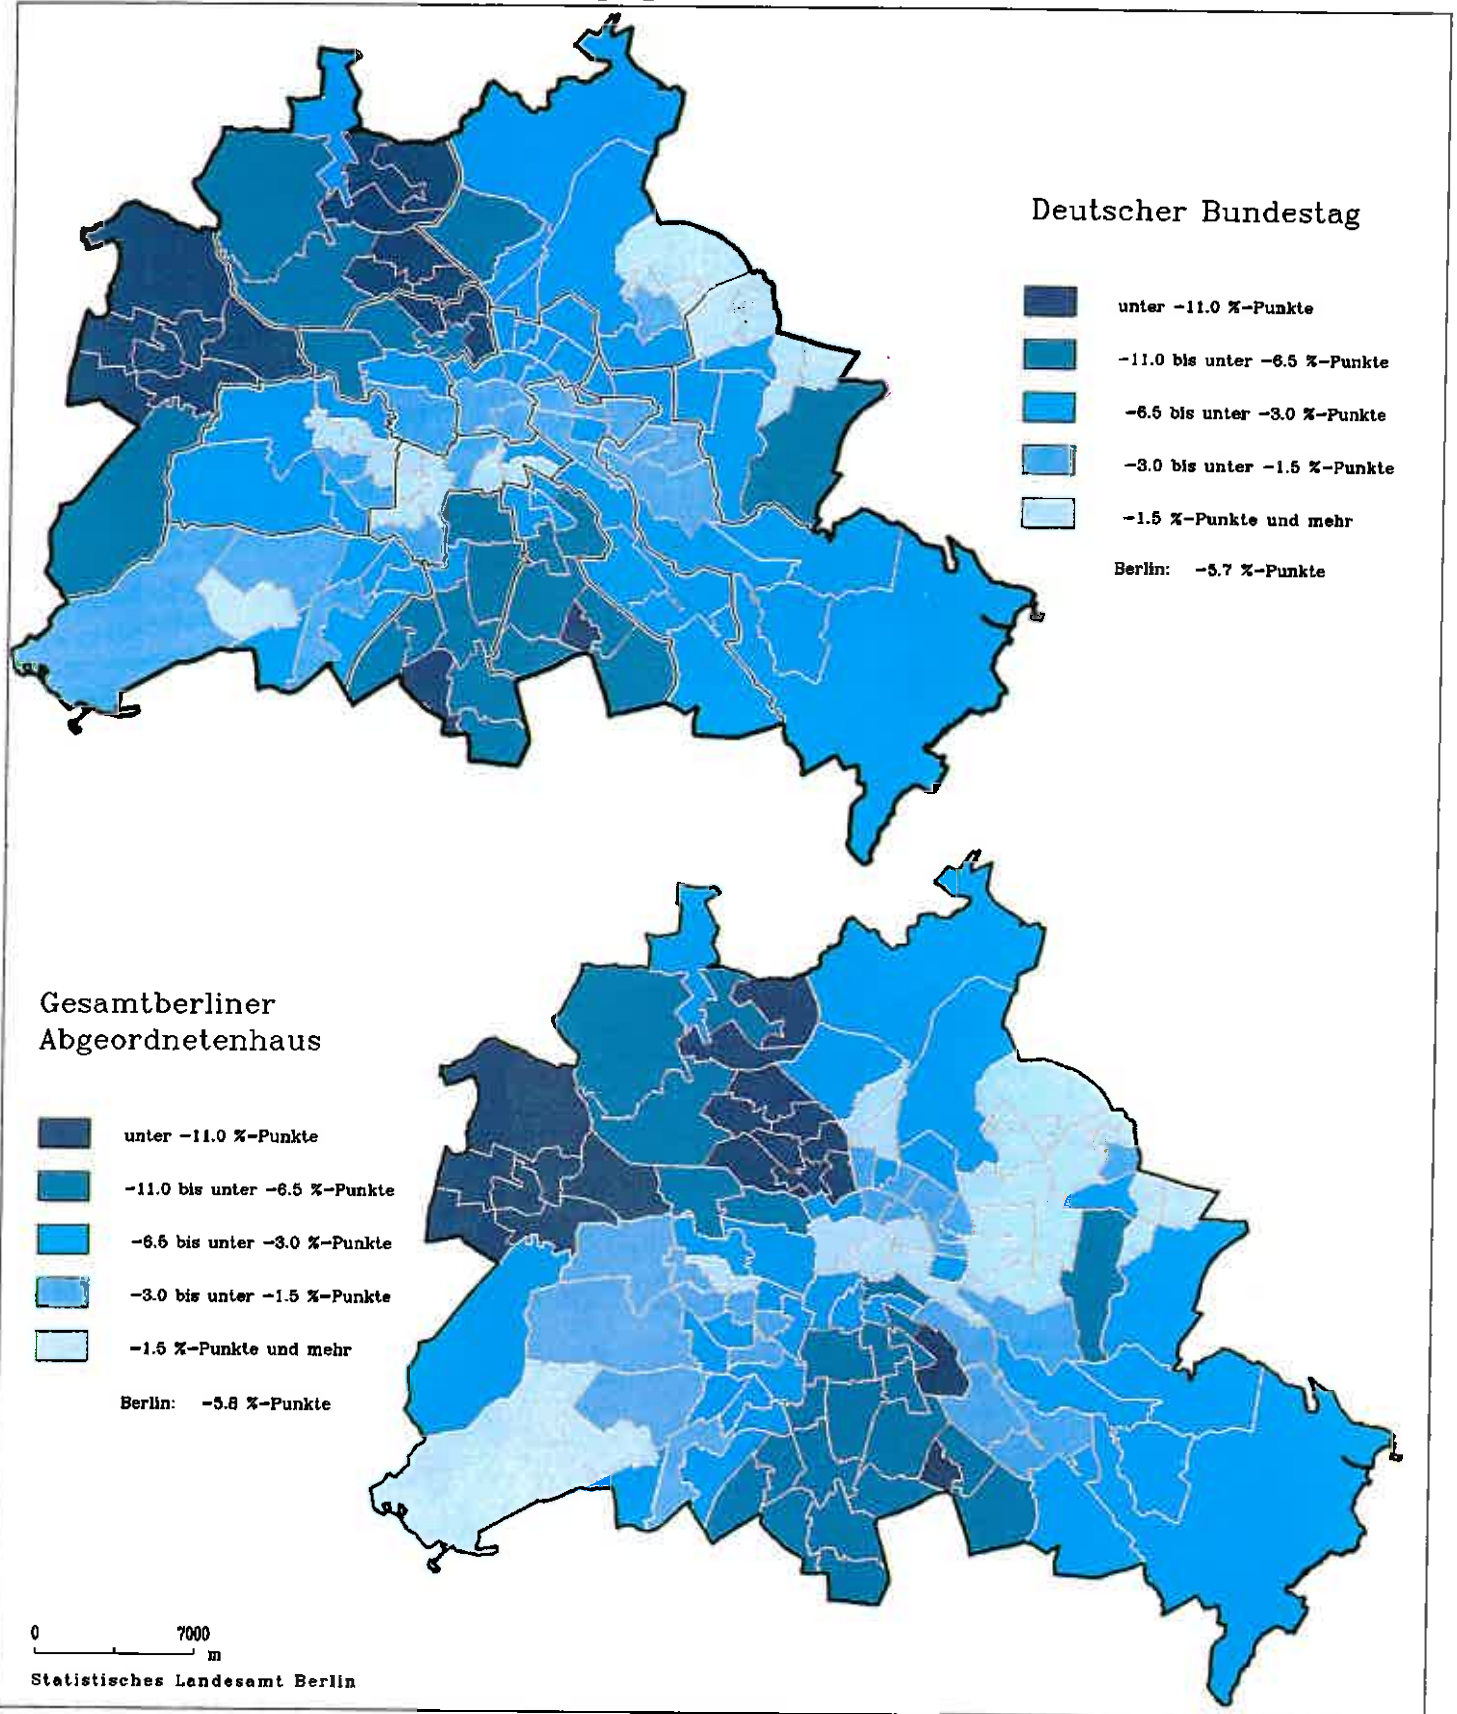 Deutscher Bundestag
unter -11.0 %-Punkte
-11.0 bis unter -6.5 %-Punkte
-6.5 bis unter -3.0 %-Punkte
-3.0 bis unter -1.5 %-Punkte
-1.5 %-Punkte und mehr
Berlin: -5.7 %-Punkte
Gesamtberliner
Abgeordnetenhaus
unter -11.0 %-Punkte
-11.0 bis unter -6.5 %-Punkte
-6.5 bis unter -3.0 %-Punkte
-3.0 bis unter -1.5 %-Punkte
-1.5 %-Punkte und mehr
Berlin: -5.8 %-Punkte
0 7000
m
Statistisches Landesamt Berlin